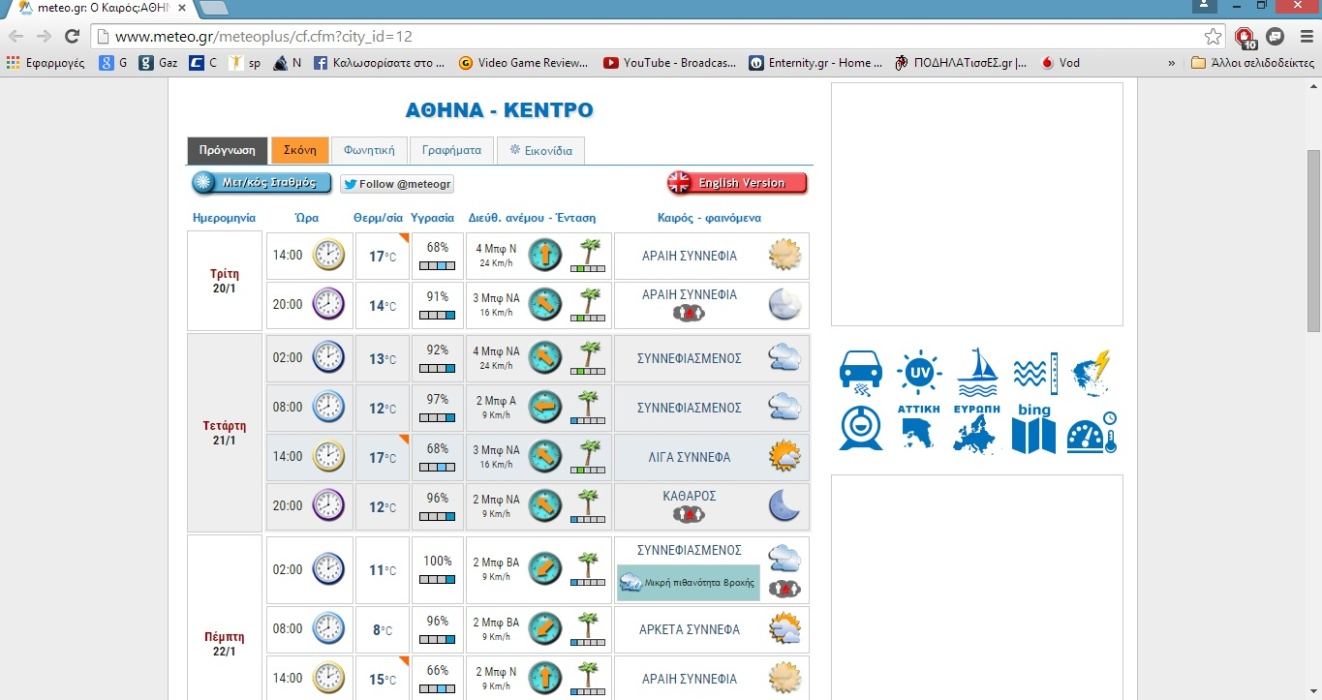 meteo.gr: Ο Καιρός:ΑΘΗΝ
www.meteo.gr/meteoplus/cf.cfm?city_id=12
10
Εφαρμογές G Gaz C sp N Καλωσορίσατε στο ... Video Game Review... YouTube - Broadcas... Enternity.gr - Home ... ΠΟΔΗΛΑΤισσΕΣ.gr |... Vod » Άλλοι σελιδοδείκτες
ΑΘΗΝΑ - ΚΕΝΤΡΟ
Πρόγνωση Σκόνη Φωνητική Γραφήματα Εικονίδια
Μετ/κός Σταθμός Follow @meteogr English Version
Ημερομηνία Ώρα Θερμ/σία Υγρασία Διεύθ. ανέμου - Ένταση Καιρός - φαινόμενα
Τρίτη
20/1
14:00 17°C 68% 4 Μπφ Ν
24 Km/h
ΑΡΑΙΗ ΣΥΝΝΕΦΙΑ
20:00 14°C 91% 3 Μπφ ΝΑ
16 Km/h
ΑΡΑΙΗ ΣΥΝΝΕΦΙΑ
Τετάρτη
21/1
02:00 13°C 92% 4 Μπφ ΝΑ
24 Km/h
ΣΥΝΝΕΦΙΑΣΜΕΝΟΣ
08:00 12°C 97% 2 Μπφ Α
9 Km/h
ΣΥΝΝΕΦΙΑΣΜΕΝΟΣ
14:00 17°C 68% 3 Μπφ ΝΑ
16 Km/h
ΛΙΓΑ ΣΥΝΝΕΦΑ
20:00 12°C 96% 2 Μπφ ΝΑ
9 Km/h
ΚΑΘΑΡΟΣ
Πέμπτη
22/1
02:00 11°C 100% 2 Μπφ ΒΑ
9 Km/h
ΣΥΝΝΕΦΙΑΣΜΕΝΟΣ
Μικρή πιθανότητα Βροχής
08:00 8°C 96% 2 Μπφ ΒΑ
9 Km/h
ΑΡΚΕΤΑ ΣΥΝΝΕΦΑ
14:00 15°C 66% 2 Μπφ Ν
9 Km/h
ΑΡΑΙΗ ΣΥΝΝΕΦΙΑ
UV
ΑΤΤΙΚΗ ΕΥΡΩΠΗ bing